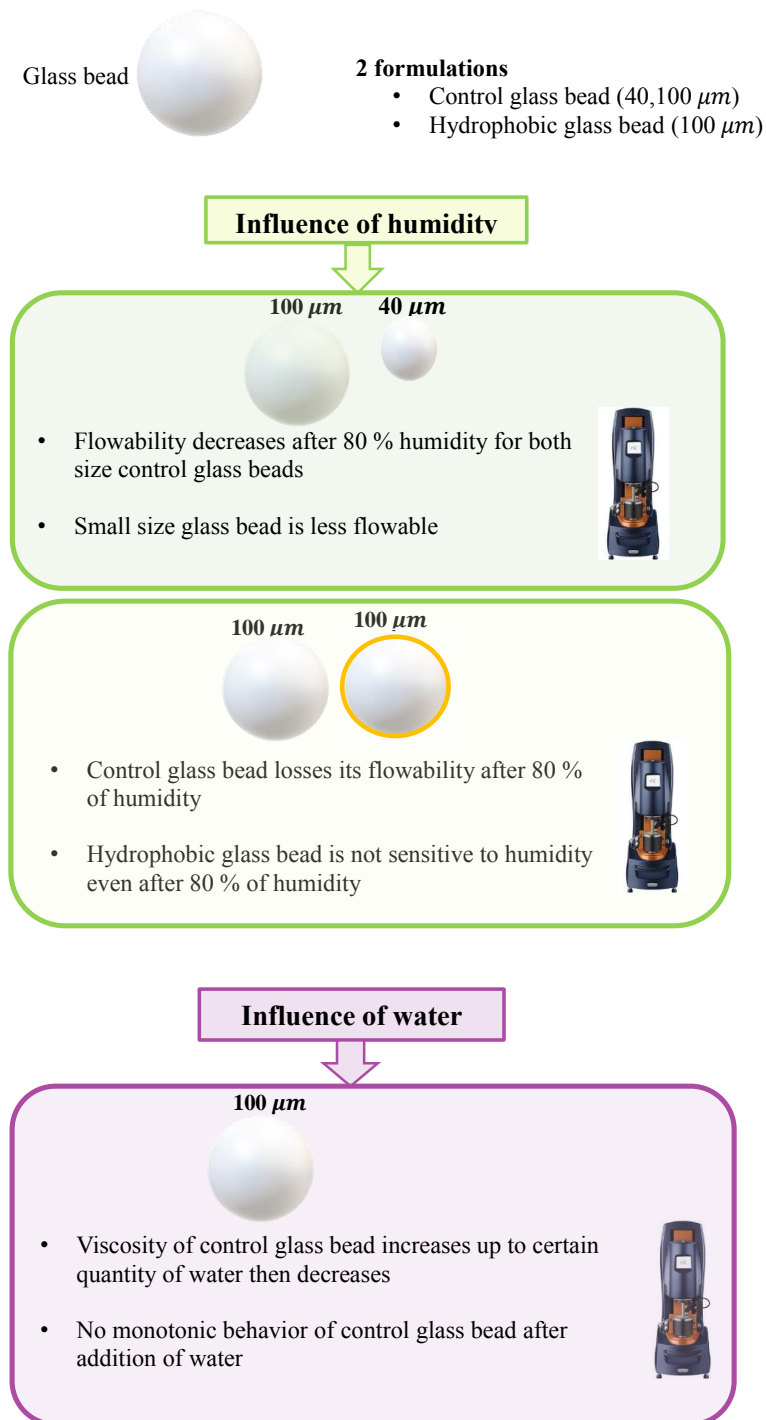 Glass bead
2 formulations
• Control glass bead (40,100 μm)
• Hydrophobic glass bead (100 μm)
Influence of humidity
100 μm 40 μm
• Flowability decreases after 80 % humidity for both
size control glass beads
• Small size glass bead is less flowable
100 μm 100 μm
• Control glass bead losses its flowability after 80 %
of humidity
• Hydrophobic glass bead is not sensitive to humidity
even after 80 % of humidity
Influence of water
100 μm
• Viscosity of control glass bead increases up to certain
quantity of water then decreases
• No monotonic behavior of control glass bead after
addition of water